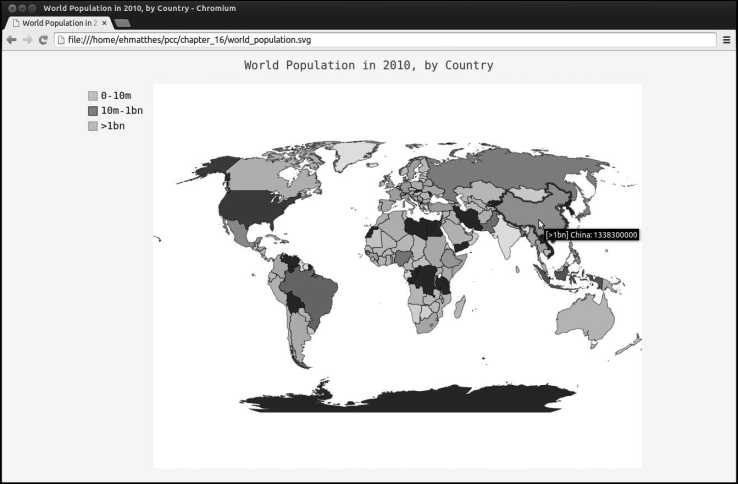 World Population in 2010, by Country - Chromium
World Population in 2
file:///home/ehmatthes/pcc/chapter_16/world_population.svg
World Population in 2010, by Country
0-10m
10m-1bn
>1bn
[>1bn] China: 1338300000